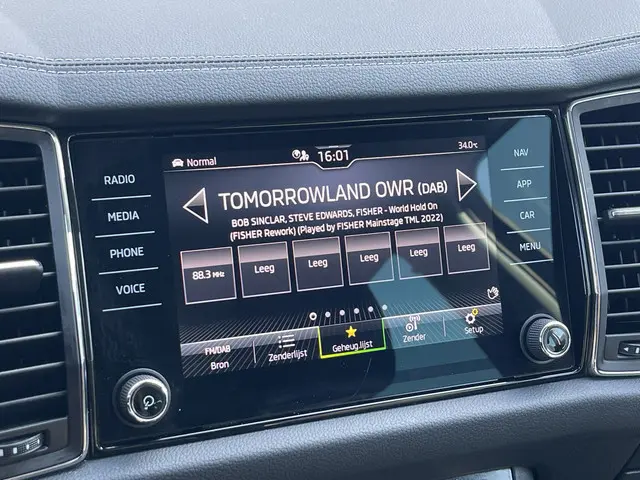 RADIO
MEDIA
PHONE
VOICE
Normal
16:01
34.0°C
TOMORROWLAND OWR (DAB)
BOB SINCLAR, STEVE EDWARDS, FISHER - World Hold On
(FISHER Rework) (Played by FISHER Mainstage TML 2022)
88.3 MHz
Leeg
Leeg
Leeg
Leeg
Leeg
FM/DAB
Bron
Zenderlijst
Geheug.lijst
Zender
Setup
NAV
APP
CAR
MENU